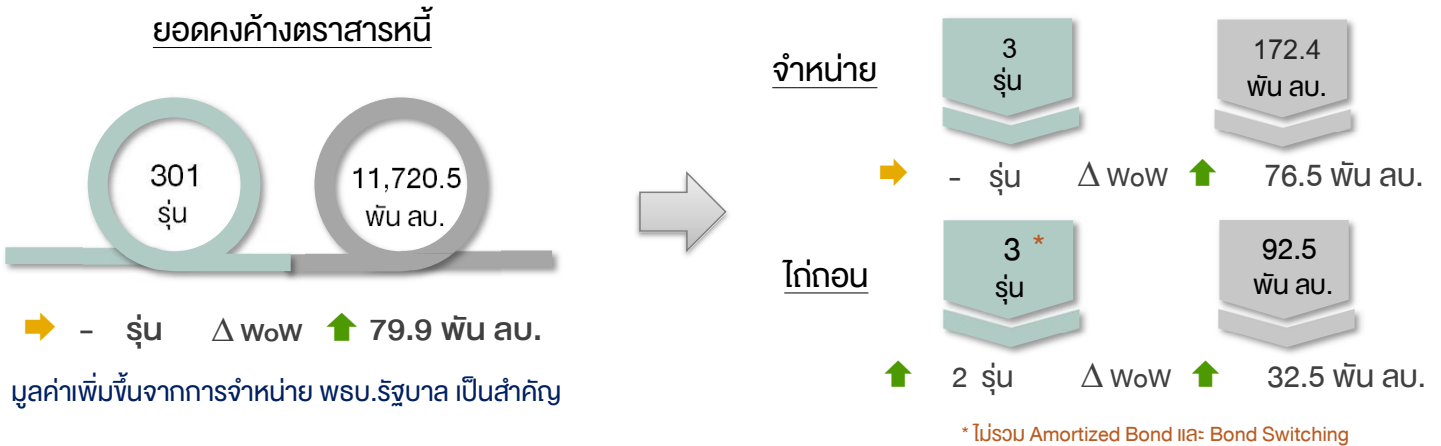 ยอดคงค้างตราสารหนี้
301
รุ่น
11,720.5
พัน ลบ.
- รุ่น Δ WoW 79.9 พัน ลบ.
มูลค่าเพิ่มขึ้นจากการจำหน่าย พธบ.รัฐบาล เป็นสำคัญ
จำหน่าย
3
รุ่น
172.4
พัน ลบ.
- รุ่น Δ WoW 76.5 พัน ลบ.
ไถ่ถอน
3 *
รุ่น
92.5
พัน ลบ.
2 รุ่น Δ WoW 32.5 พัน ลบ.
* ไม่รวม Amortized Bond และ Bond Switching